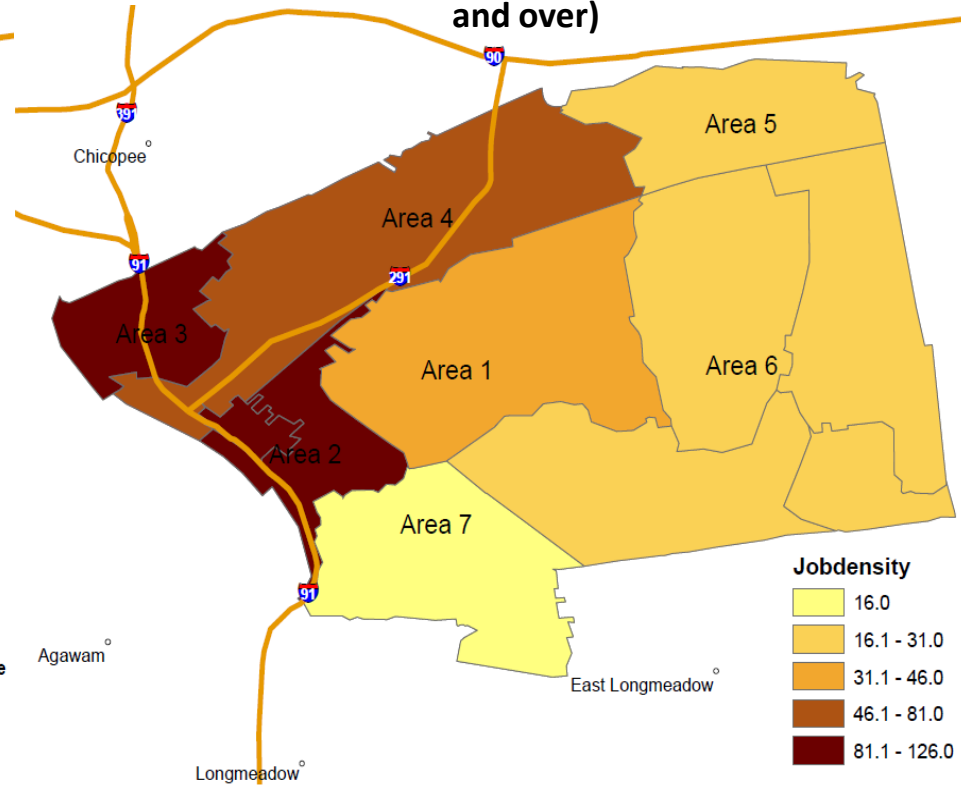 and over)
90
391
Chicopee
Area 5
Area 4
91
291
Area 3
Area 1
Area 6
Area 2
Area 7
91
Agawam
e
East Longmeadow
Longmeadow
Jobdensity
16.0
16.1 - 31.0
31.1 - 46.0
46.1 - 81.0
81.1 - 126.0